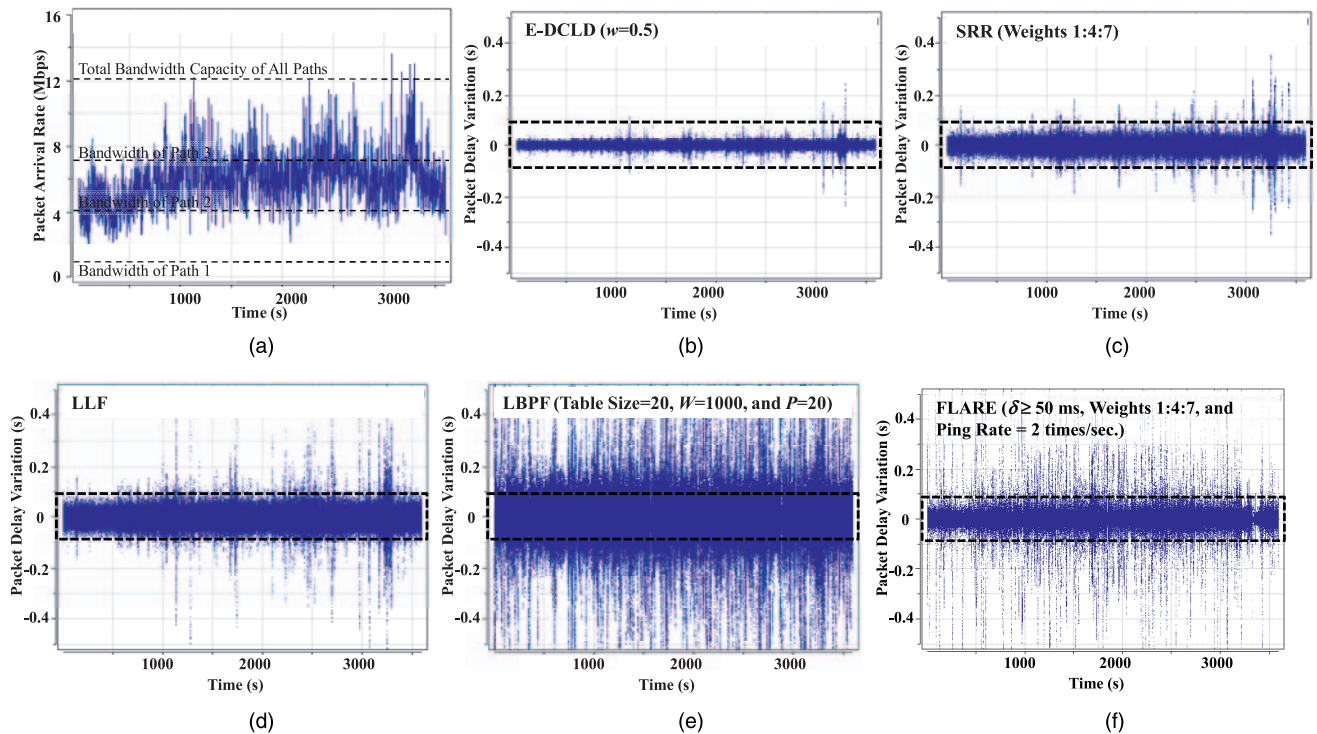 16
12
8
4
0
Packet Arrival Rate (Mbps)
Total Bandwidth Capacity of All Paths
Bandwidth of Path 3
Bandwidth of Path 2
Bandwidth of Path 1
1000 2000 3000
Time (s)
(a)
E-DCLD (w=0.5)
Packet Delay Variation (s)
0.4
0.2
0
-0.2
-0.4
1000 2000 3000
Time (s)
(b)
SRR (Weights 1:4:7)
Packet Delay Variation (s)
0.4
0.2
0
-0.2
-0.4
1000 2000 3000
Time (s)
(c)
LLF
Packet Delay Variation (s)
0.4
0.2
0
-0.2
-0.4
1000 2000 3000
Time (s)
(d)
LBPF (Table Size=20, W=1000, and P=20)
Packet Delay Variation (s)
0.4
0.2
0
-0.2
-0.4
1000 2000 3000
Time (s)
(e)
FLARE (δ ≥ 50 ms, Weights 1:4:7, and
Ping Rate = 2 times/sec.)
Packet Delay Variation (s)
0.4
0.2
0
-0.2
-0.4
1000 2000 3000
Time (s)
(f)